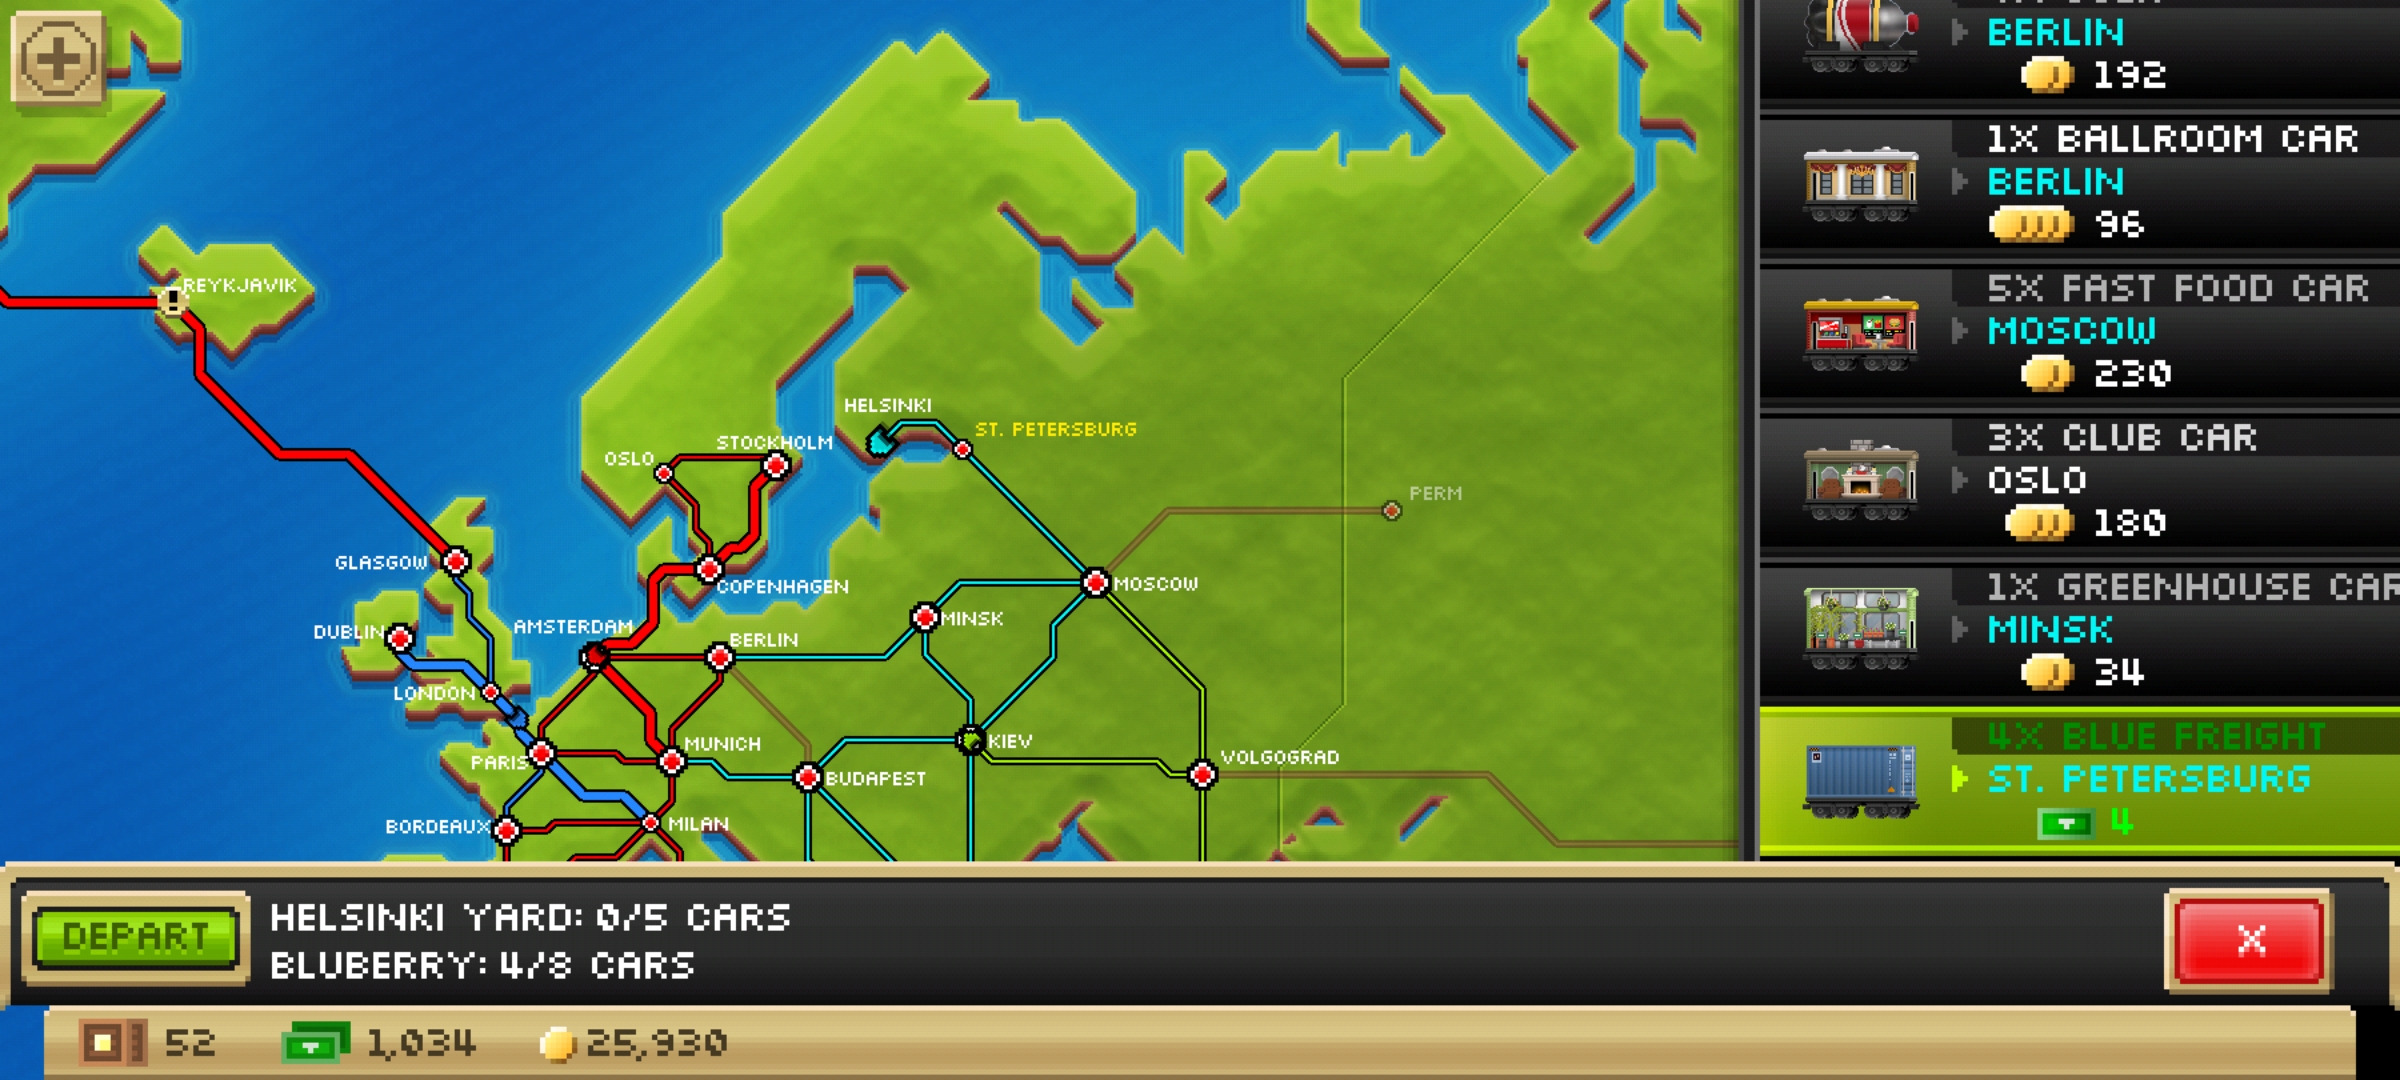 BERLIN
192
1X BALLROOM CAR
BERLIN
96
5X FAST FOOD CAR
MOSCOW
230
3X CLUB CAR
OSLO
180
1X GREENHOUSE CAR
MINSK
34
4X BLUE FREIGHT
ST. PETERSBURG
4
REYKJAVIK
HELSINKI
ST. PETERSBURG
STOCKHOLM
OSLO
PERM
GLASGOW
COPENHAGEN
MOSCOW
MINSK
DUBLIN
AMSTERDAM
BERLIN
LONDON
MUNICH
KIEV
PARIS
BUDAPEST
VOLGOGRAD
BORDEAUX
MILAN
DEPART
HELSINKI YARD: 0/5 CARS
BLUBERRY: 4/8 CARS
X
52
1,034
25,930